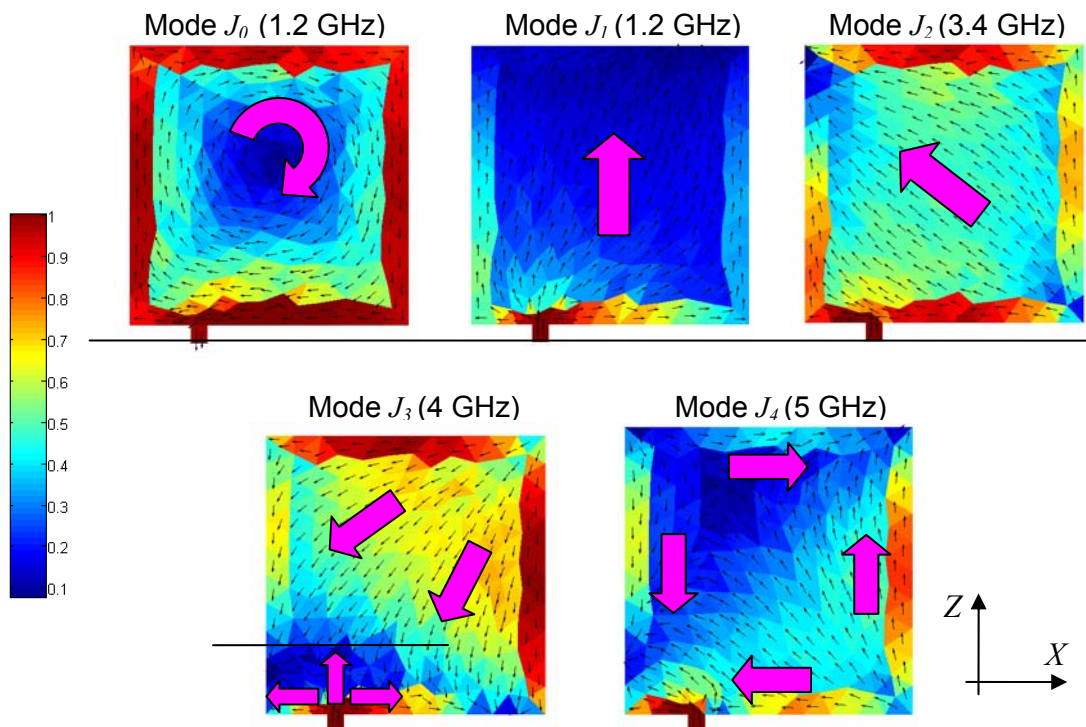 Mode J0 (1.2 GHz)
Mode J1 (1.2 GHz)
Mode J2 (3.4 GHz)
1
0.9
0.8
0.7
0.6
0.5
0.4
0.3
0.2
0.1
Mode J3 (4 GHz)
Mode J4 (5 GHz)
Z
X